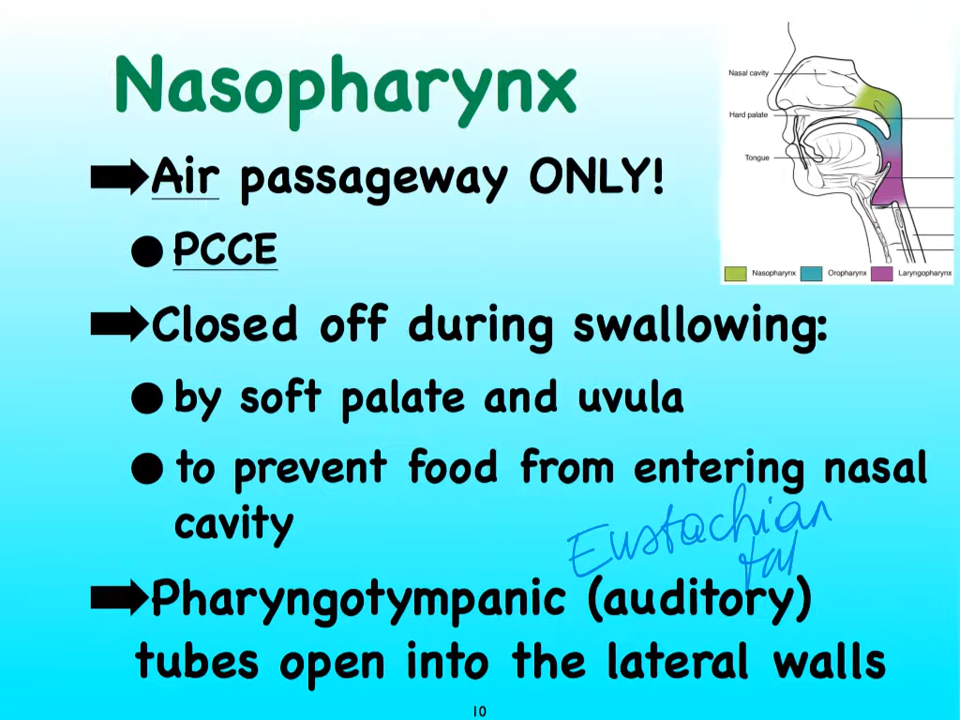 Nasopharynx
Air passageway ONLY!
PCCE
Closed off during swallowing:
by soft palate and uvula
to prevent food from entering nasal
cavity
Eustachian
Pharyngotympanic (auditory)
tubes open into the lateral walls
10
Nasal cavity
Hard palate
Tongue
Nasopharynx Oropharynx Laryngopharynx